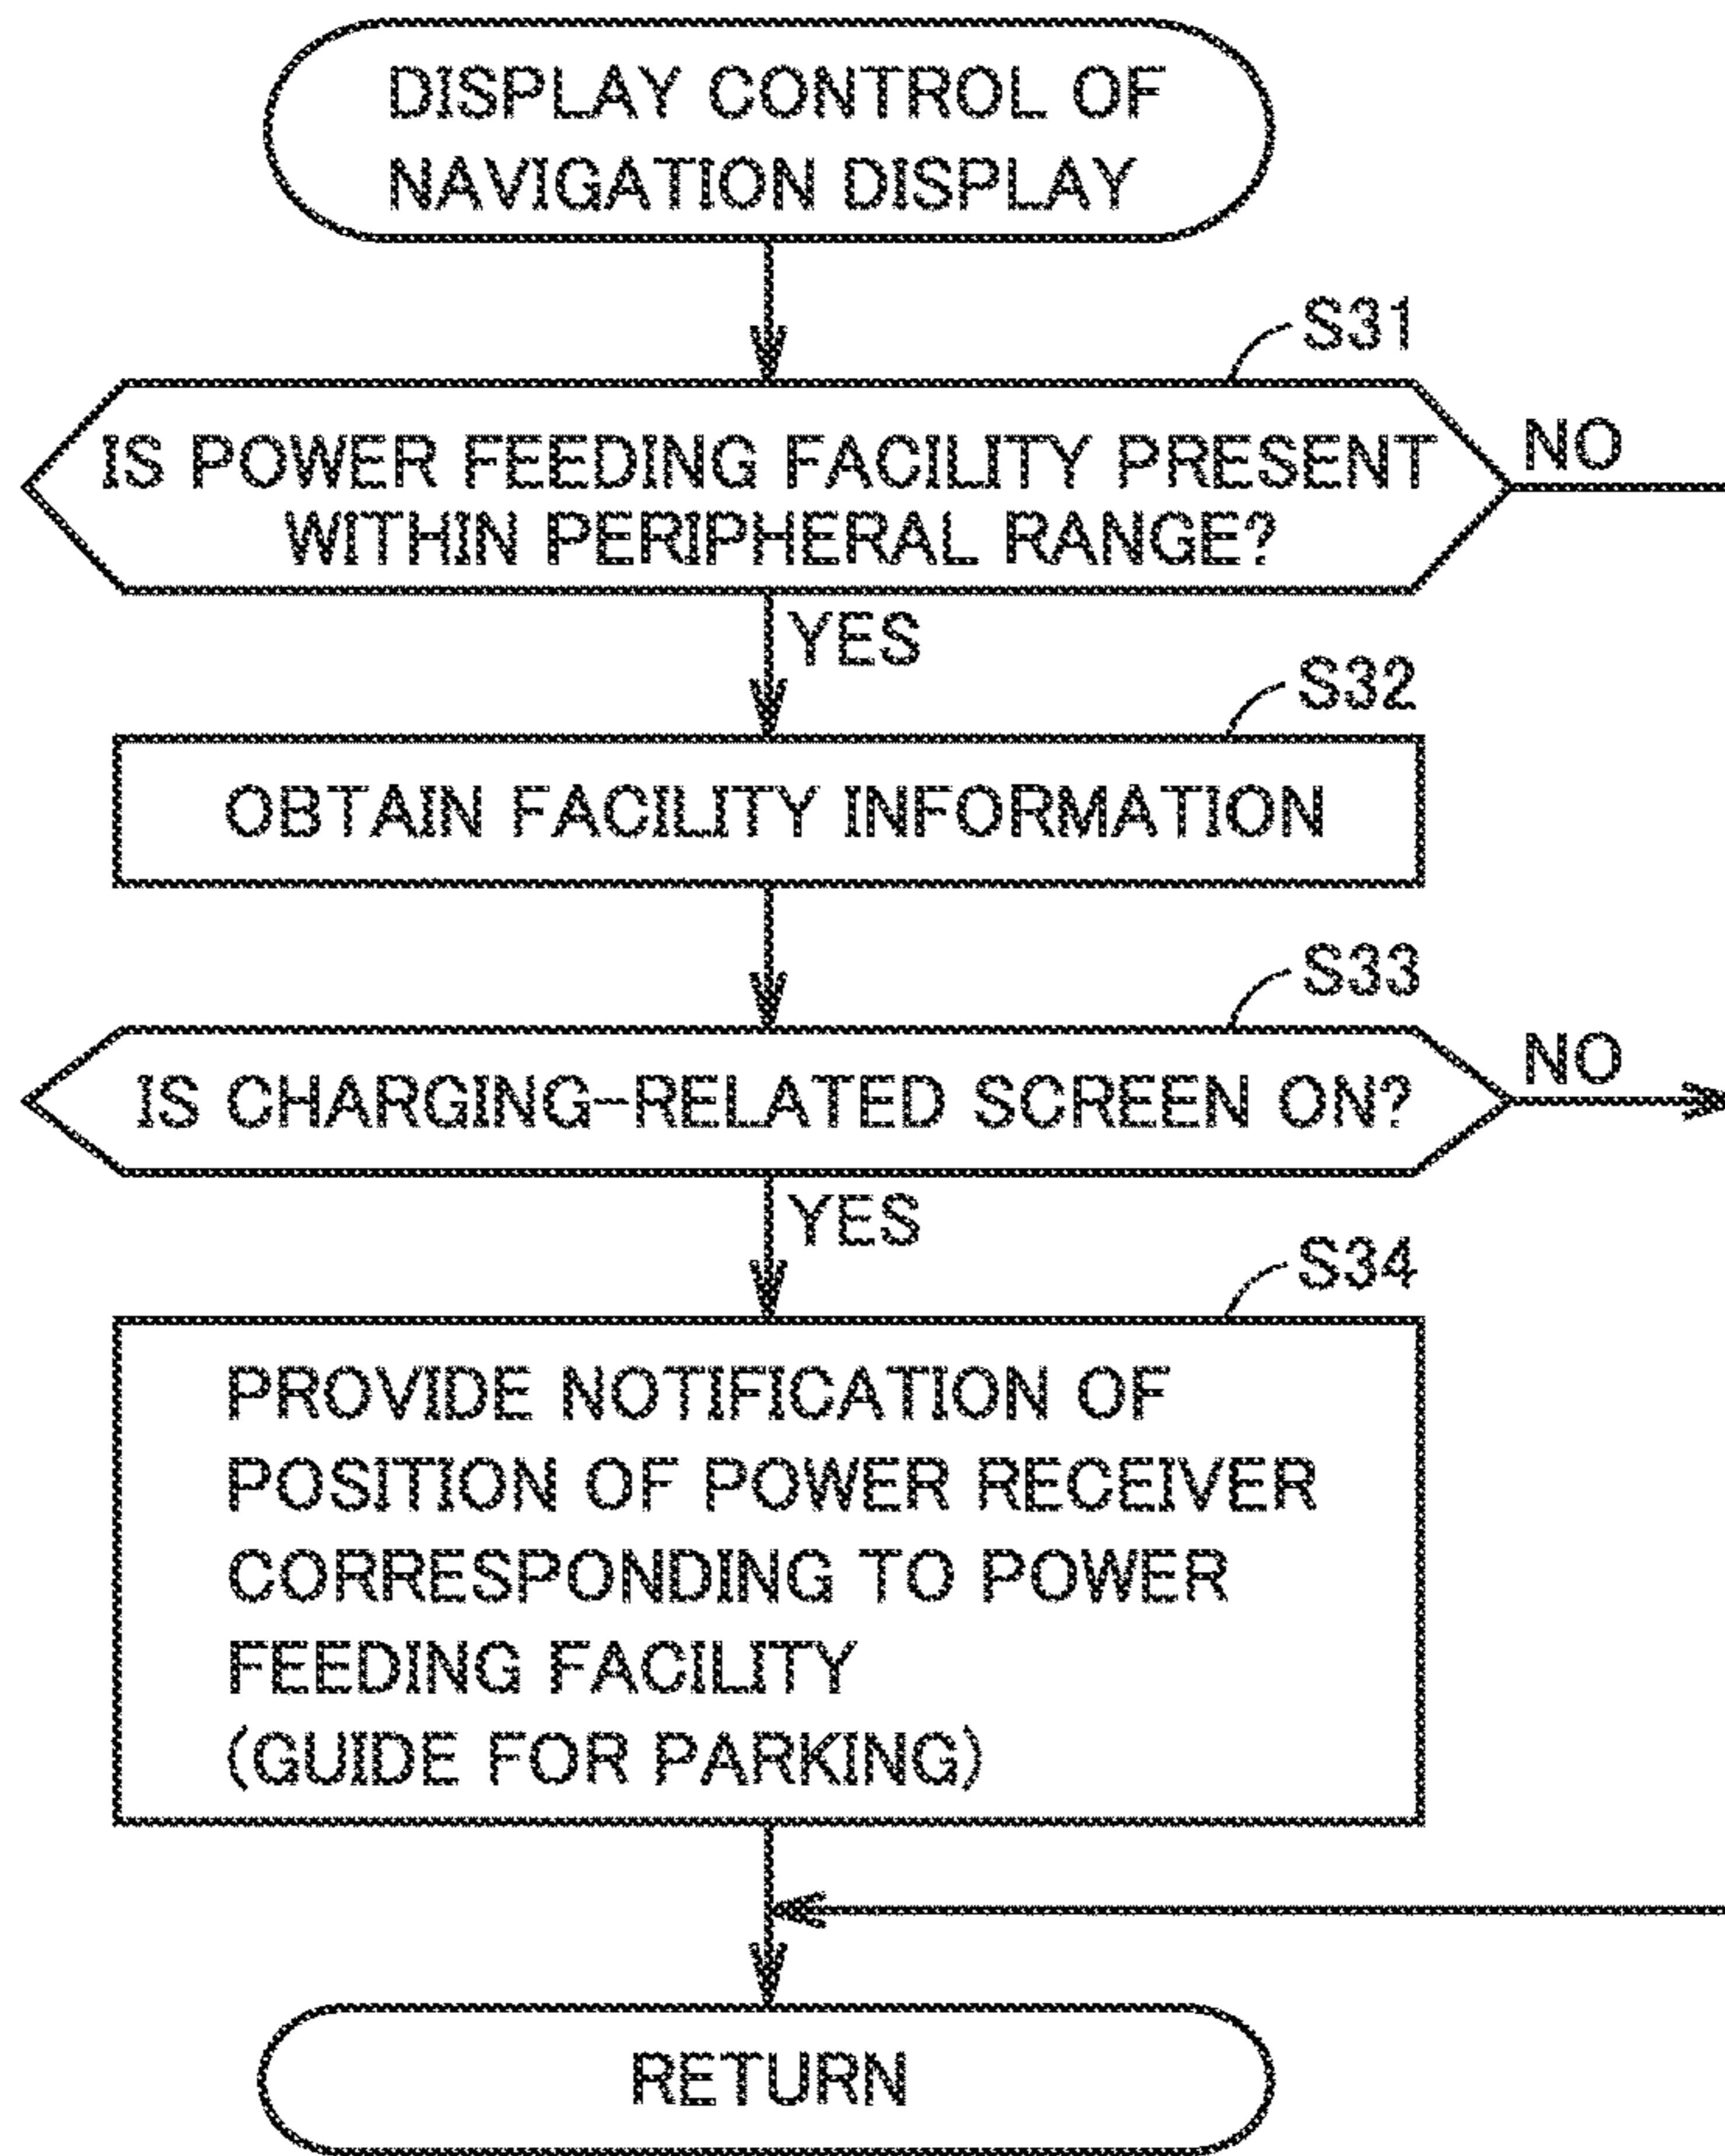 DISPLAY CONTROL OF
NAVIGATION DISPLAY
S31
IS POWER FEEDING FACILITY PRESENT
WITHIN PERIPHERAL RANGE?
NO
YES
S32
OBTAIN FACILITY INFORMATION
S33
IS CHARGING-RELATED SCREEN ON?
NO
YES
S34
PROVIDE NOTIFICATION OF
POSITION OF POWER RECEIVER
CORRESPONDING TO POWER
FEEDING FACILITY
(GUIDE FOR PARKING)
RETURN